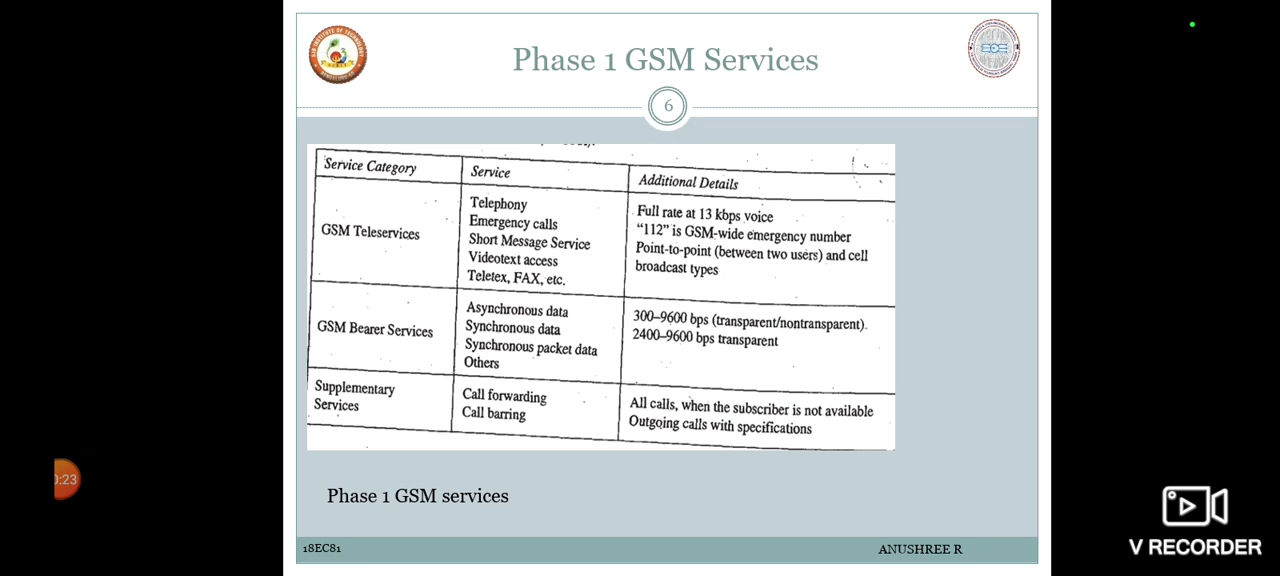 Phase 1 GSM Services
6
Service Category
Service
Additional Details
GSM Teleservices
Telephony
Emergency calls
Short Message Service
Videotext access
Teletex, FAX, etc.
Full rate at 13 kbps voice
“112” is GSM-wide emergency number
Point-to-point (between two users) and cell
broadcast types
GSM Bearer Services
Asynchronous data
Synchronous data
Synchronous packet data
Others
300–9600 bps (transparent/nontransparent).
2400–9600 bps transparent
Supplementary
Services
Call forwarding
Call barring
All calls, when the subscriber is not available
Outgoing calls with specifications
Phase 1 GSM services
18EC81
ANUSHREE R
:23
V RECORDER